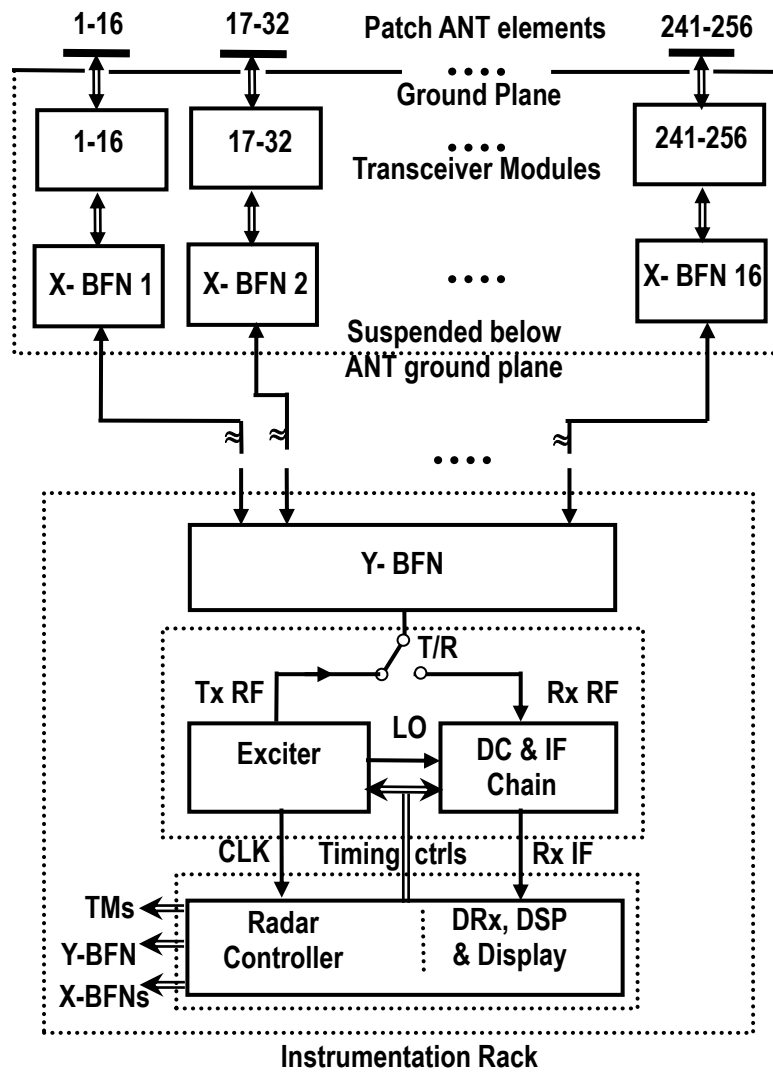 1-16 17-32 Patch ANT elements 241-256
Ground Plane
1-16 17-32 Transceiver Modules 241-256
X- BFN 1 X- BFN 2 X- BFN 16
Suspended below
ANT ground plane
Y- BFN
T/R
Tx RF Rx RF
LO
Exciter
DC & IF
Chain
CLK Timing ctrls Rx IF
TMs
Y-BFN
X-BFNs
Radar
Controller
DRx, DSP
& Display
Instrumentation Rack